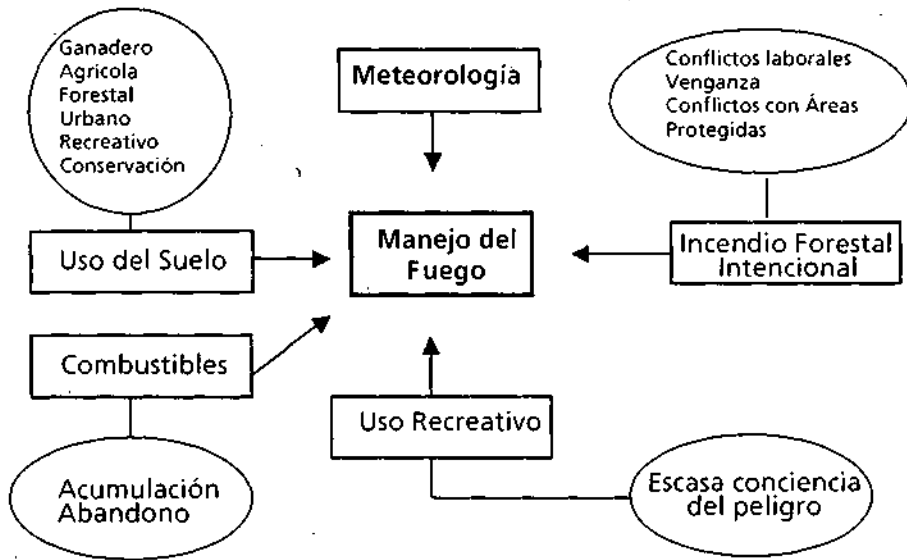 Ganadero
Agrícola
Forestal
Urbano
Recreativo
Conservación
Meteorología
Conflictos laborales
Venganza
Conflictos con Áreas
Protegidas
Uso del Suelo
Manejo del
Fuego
Incendio Forestal
Intencional
Combustibles
Uso Recreativo
Acumulación
Abandono
Escasa conciencia
del peligro